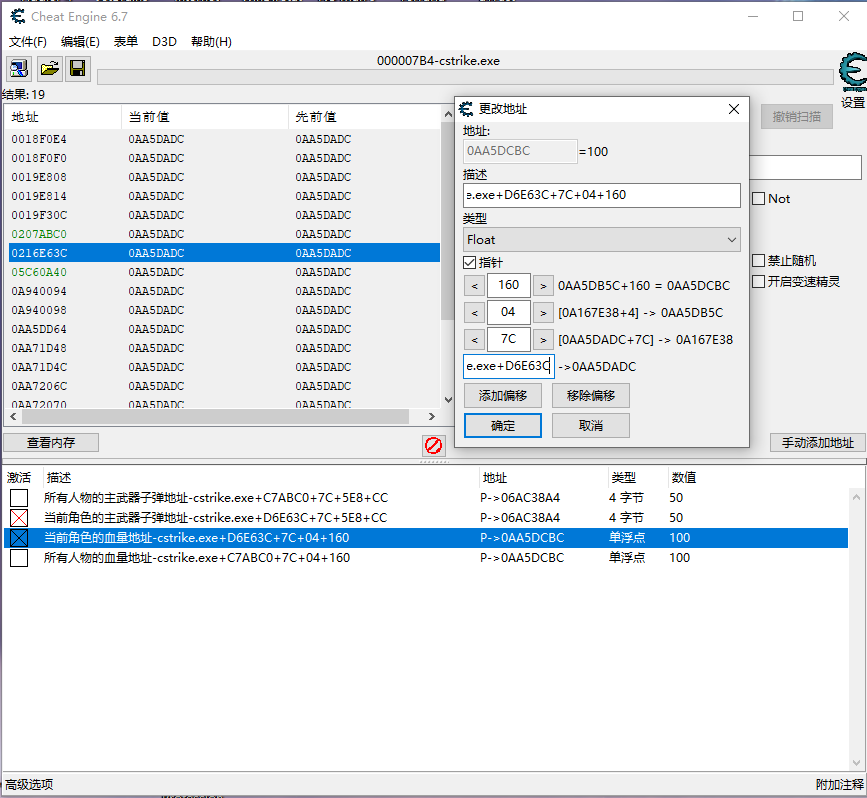 Cheat Engine 6.7
文件(F) 编辑(E) 表单 D3D 帮助(H)
000007B4-cstrike.exe
设置
结果: 19
地址 当前值 先前值
0018F0E4 0AA5DADC 0AA5DADC
0018F0F0 0AA5DADC 0AA5DADC
0019E808 0AA5DADC 0AA5DADC
0019E814 0AA5DADC 0AA5DADC
0019F30C 0AA5DADC 0AA5DADC
0207ABC0 0AA5DADC 0AA5DADC
0216E63C 0AA5DADC 0AA5DADC
05C60A40 0AA5DADC 0AA5DADC
0A940094 0AA5DADC 0AA5DADC
0A940098 0AA5DADC 0AA5DADC
0AA5DD64 0AA5DADC 0AA5DADC
0AA71D48 0AA5DADC 0AA5DADC
0AA71D4C 0AA5DADC 0AA5DADC
0AA7206C 0AA5DADC 0AA5DADC
0AA72070 0AA5DADC 0AA5DADC
更改地址
地址:
0AA5DCBC =100
描述
e.exe+D6E63C+7C+04+160
类型
Float
指针
< 160 > 0AA5DB5C+160 = 0AA5DCBC
< 04 > [0A167E38+4] -> 0AA5DB5C
< 7C > [0AA5DADC+7C] -> 0A167E38
e.exe+D6E63C ->0AA5DADC
添加偏移 移除偏移
确定 取消
撤销扫描
Not
禁止随机
开启变速精灵
查看内存 手动添加地址
激活 描述 地址 类型 数值
所有人物的主武器子弹地址-cstrike.exe+C7ABC0+7C+5E8+CC P->06AC38A4 4 字节 50
当前角色的主武器子弹地址-cstrike.exe+D6E63C+7C+5E8+CC P->06AC38A4 4 字节 50
当前角色的血量地址-cstrike.exe+D6E63C+7C+04+160 P->0AA5DCBC 单浮点 100
所有人物的血量地址-cstrike.exe+C7ABC0+7C+04+160 P->0AA5DCBC 单浮点 100
高级选项 附加注释